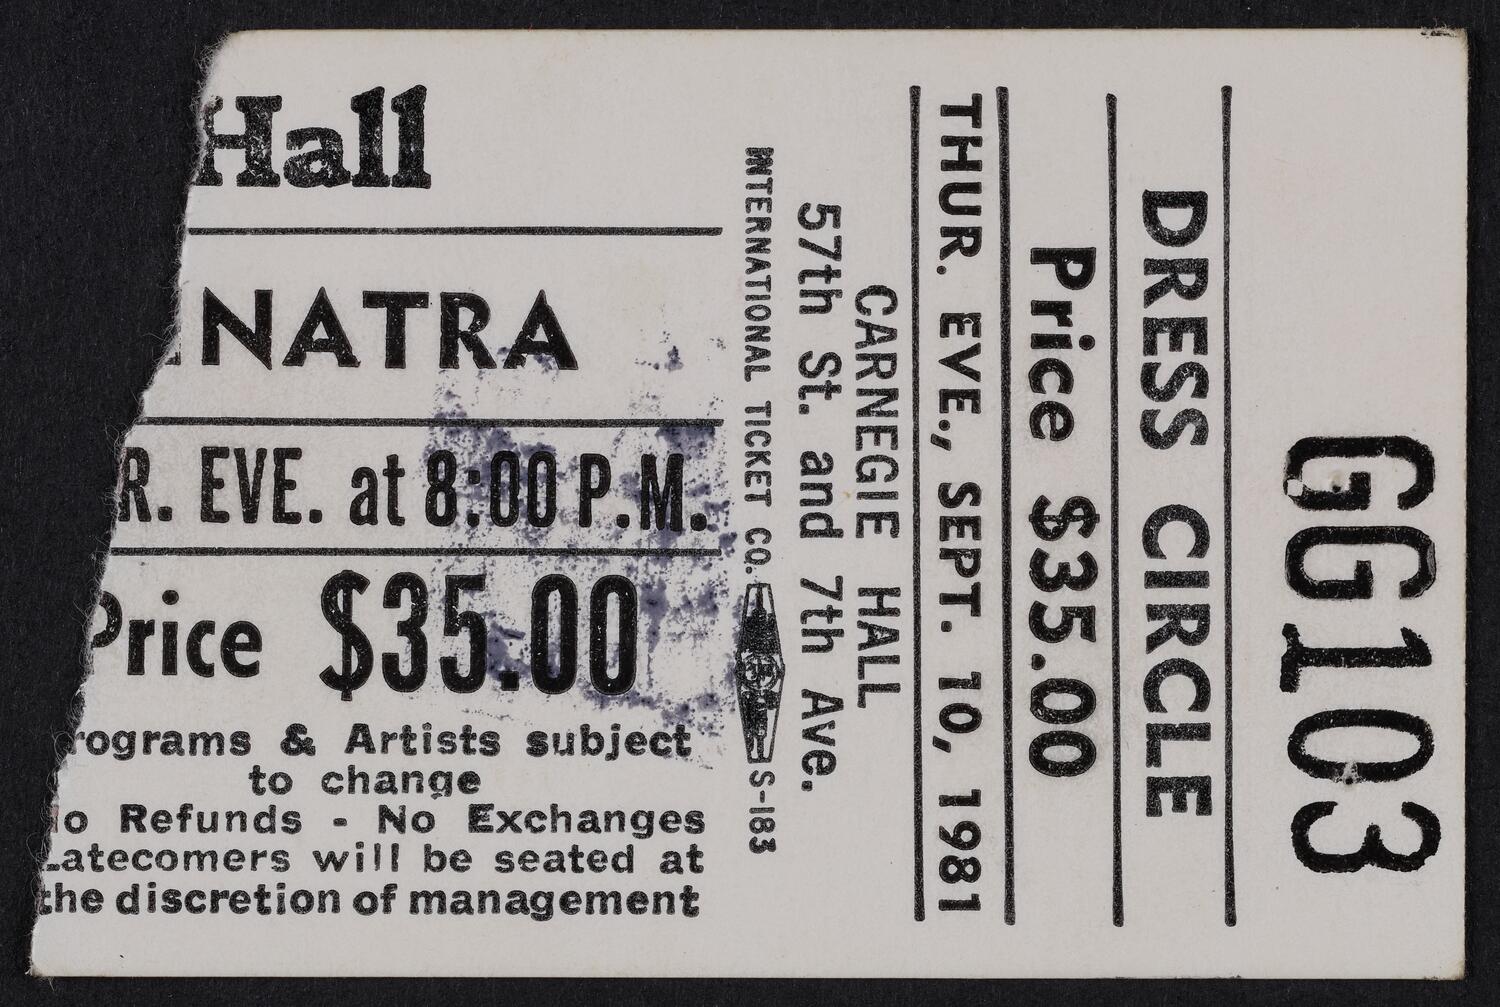 Hall
NATRA
R. EVE. at 8:00 P.M.
Price $35.00
rograms & Artists subject
to change
No Refunds - No Exchanges
Latecomers will be seated at
the discretion of management
INTERNATIONAL TICKET CO. S-183
57th St. and 7th Ave.
CARNEGIE HALL
THUR. EVE., SEPT. 10, 1981
Price $35.00
DRESS CIRCLE
GG103